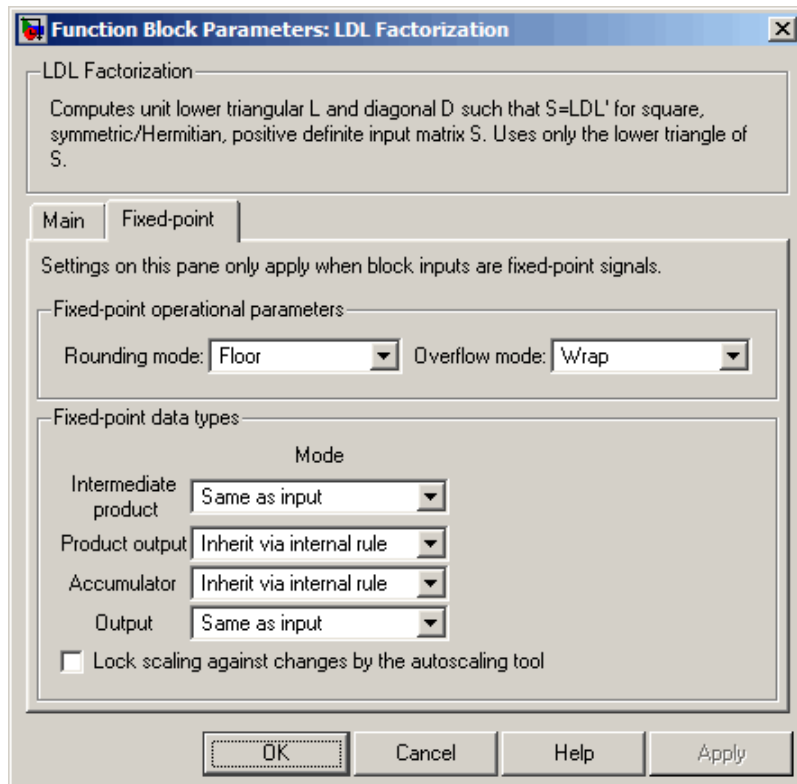 Function Block Parameters: LDL Factorization
LDL Factorization
Computes unit lower triangular L and diagonal D such that S=LDL' for square,
symmetric/Hermitian, positive definite input matrix S. Uses only the lower triangle of
S.
Main Fixed-point
Settings on this pane only apply when block inputs are fixed-point signals.
Fixed-point operational parameters
Rounding mode: Floor Overflow mode: Wrap
Fixed-point data types
Mode
Intermediate
product Same as input
Product output Inherit via internal rule
Accumulator Inherit via internal rule
Output Same as input
Lock scaling against changes by the autoscaling tool
OK Cancel Help Apply